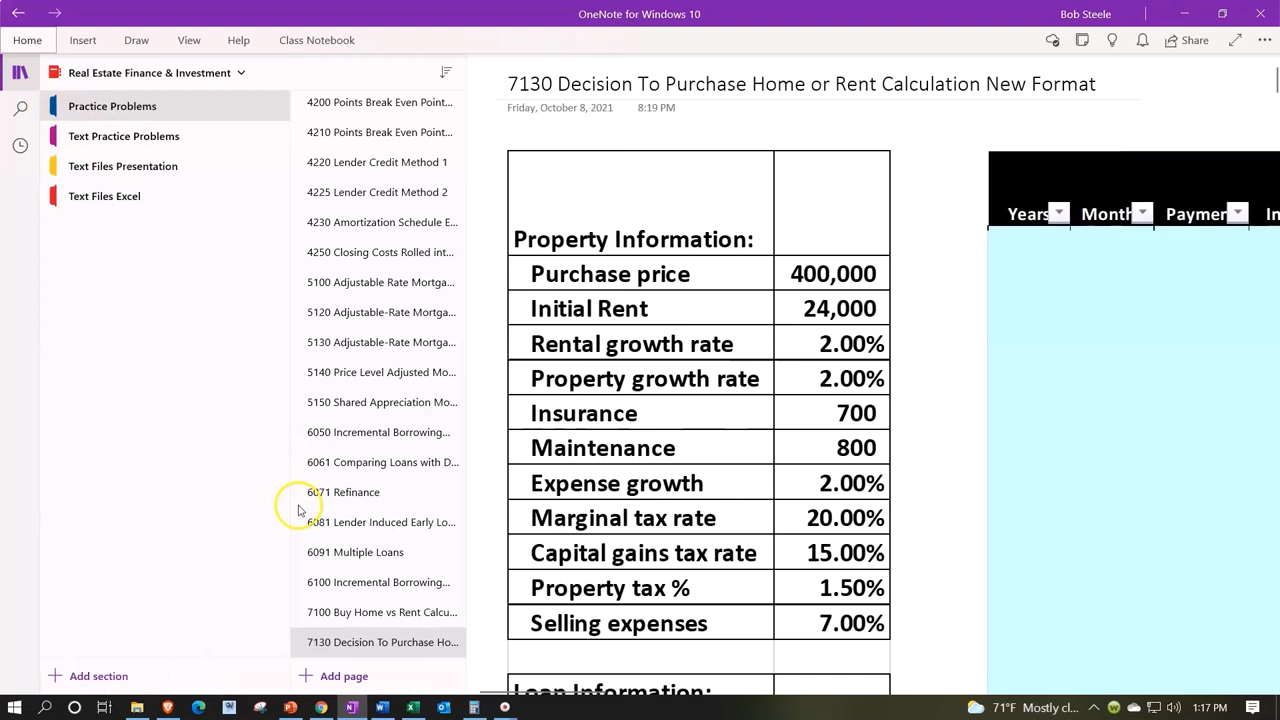 OneNote for Windows 10
Bob Steele
Home
Insert
Draw
View
Help
Class Notebook
Share
Real Estate Finance & Investment
Practice Problems
Text Practice Problems
Text Files Presentation
Text Files Excel
Add section
4200 Points Break Even Point...
4210 Points Break Even Point...
4220 Lender Credit Method 1
4225 Lender Credit Method 2
4230 Amortization Schedule E...
4250 Closing Costs Rolled int...
5100 Adjustable Rate Mortga...
5120 Adjustable-Rate Mortga...
5130 Adjustable-Rate Mortga...
5140 Price Level Adjusted Mo...
5150 Shared Appreciation Mo...
6050 Incremental Borrowing...
6061 Comparing Loans with D...
6071 Refinance
6081 Lender Induced Early Lo...
6091 Multiple Loans
6100 Incremental Borrowing...
7100 Buy Home vs Rent Calcu...
7130 Decision To Purchase Ho...
Add page
7130 Decision To Purchase Home or Rent Calculation New Format
Friday, October 8, 2021 8:19 PM
Property Information:
Purchase price 400,000
Initial Rent 24,000
Rental growth rate 2.00%
Property growth rate 2.00%
Insurance 700
Maintenance 800
Expense growth 2.00%
Marginal tax rate 20.00%
Capital gains tax rate 15.00%
Property tax % 1.50%
Selling expenses 7.00%
Loan Information:
Years Month Paymer In
71°F Mostly cl...
1:17 PM